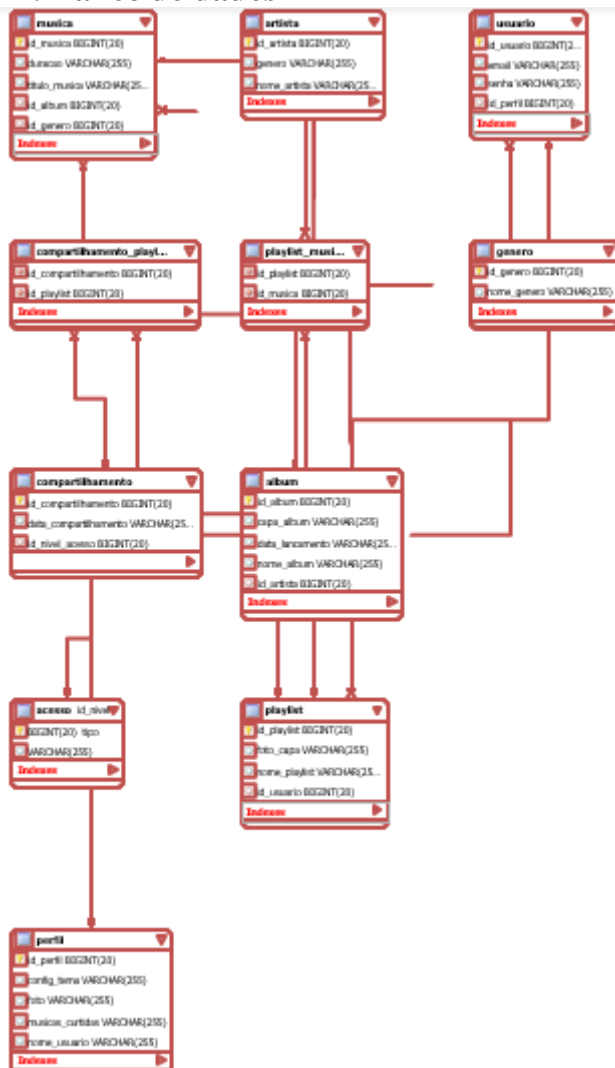 musica
id_musica BIGINT(20)
duracao VARCHAR(255)
titulo_musica VARCHAR(25...
id_album BIGINT(20)
id_genero BIGINT(20)
Indexes
artista
id_artista BIGINT(20)
genero VARCHAR(255)
nome_artista VARCHAR(25...
Indexes
usuario
id_usuario BIGINT(2...
email VARCHAR(255)
senha VARCHAR(255)
id_perfil BIGINT(20)
Indexes
compartilhamento_playl...
id_compartilhamento BIGINT(20)
id_playlist BIGINT(20)
Indexes
playlist_musi...
id_playlist BIGINT(20)
id_musica BIGINT(20)
Indexes
genero
id_genero BIGINT(20)
nome_genero VARCHAR(255)
Indexes
compartilhamento
id_compartilhamento BIGINT(20)
data_compartilhamento VARCHAR(25...
id_nivel_acesso BIGINT(20)
album
id_album BIGINT(20)
capa_album VARCHAR(255)
data_lancamento VARCHAR(25...
nome_album VARCHAR(255)
id_artista BIGINT(20)
Indexes
acesso id_nivel
BIGINT(20) tipo
VARCHAR(255)
Indexes
playlist
id_playlist BIGINT(20)
foto_capa VARCHAR(255)
nome_playlist VARCHAR(25...
id_usuario BIGINT(20)
Indexes
perfil
id_perfil BIGINT(20)
config_tema VARCHAR(255)
foto VARCHAR(255)
musicas_curtidas VARCHAR(255)
nome_usuario VARCHAR(255)
Indexes